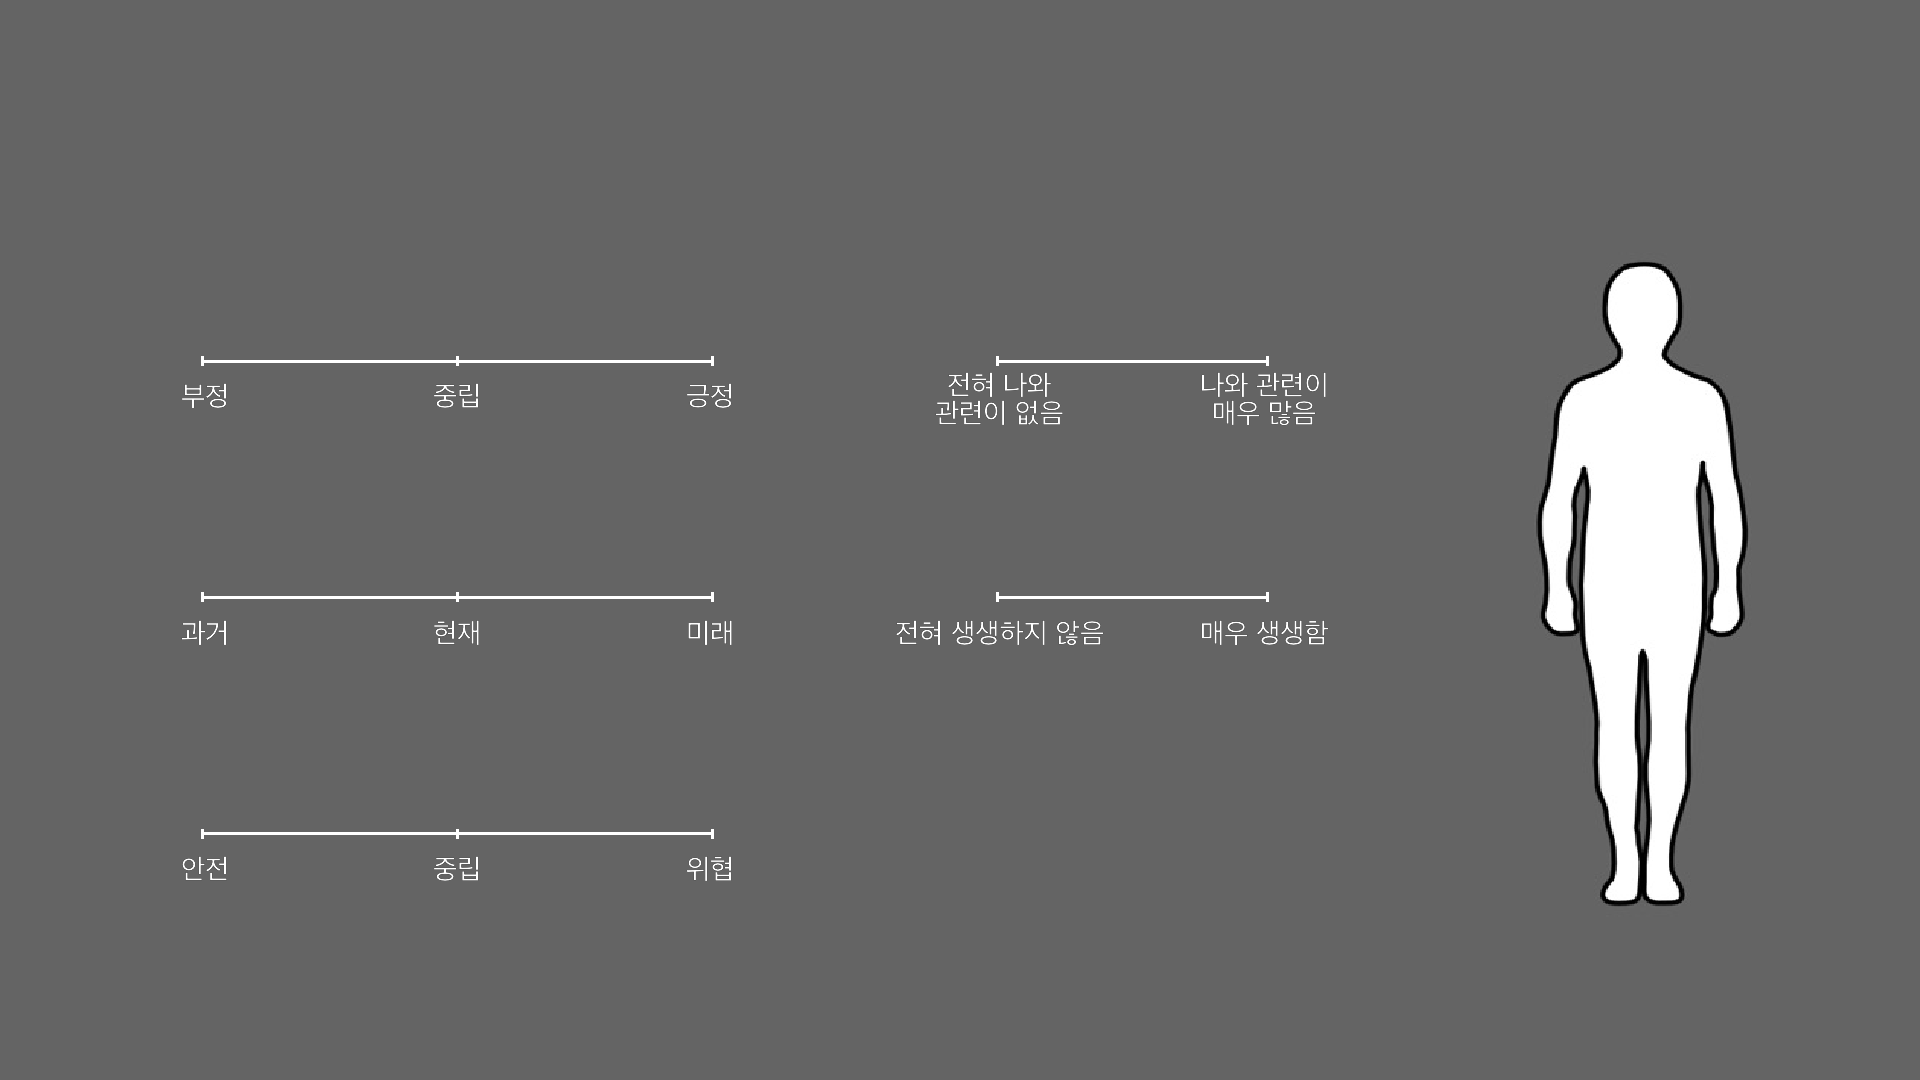 부정 중립 긍정
전혀 나와 나와 관련이
관련이 없음 매우 많음
과거 현재 미래
전혀 생생하지 않음 매우 생생함
안전 중립 위협